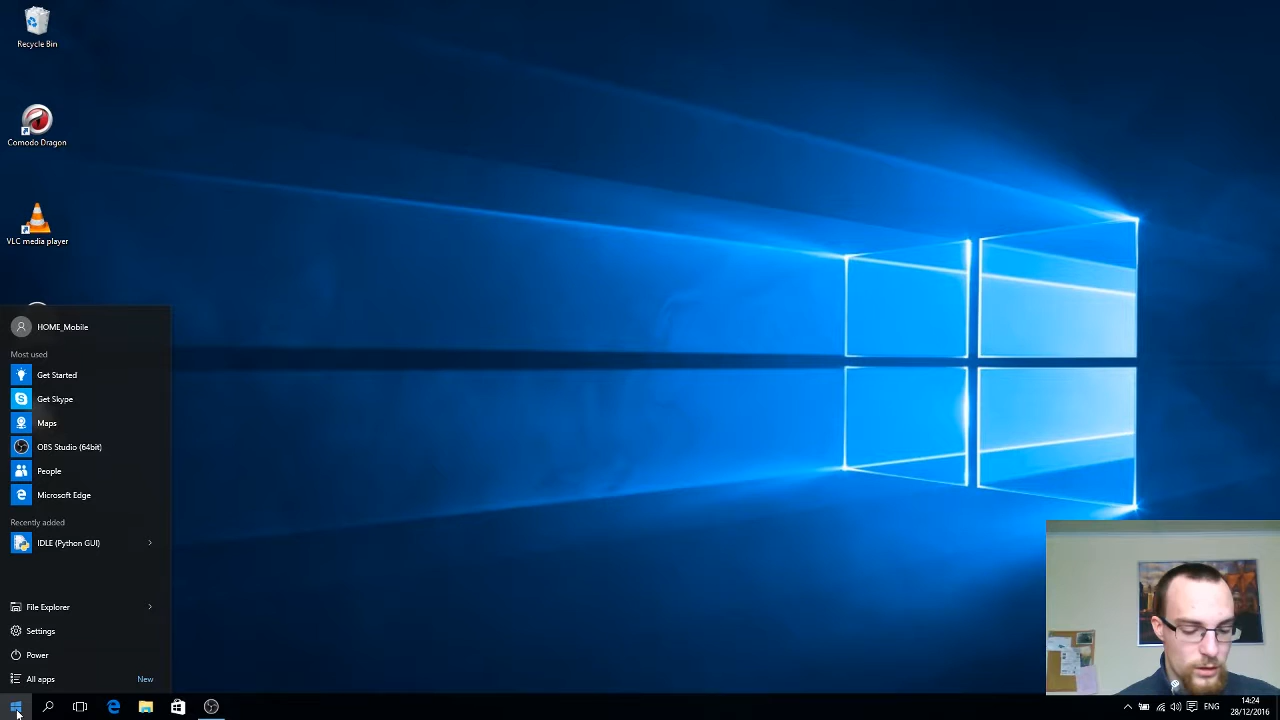 Recycle Bin
Comodo Dragon
VLC media player
HOME_Mobile
Most used
Get Started
Get Skype
Maps
OBS Studio (64bit)
People
Microsoft Edge
Recently added
IDLE (Python GUI)
File Explorer
Settings
Power
All apps New
ENG
14:24
28/12/2016